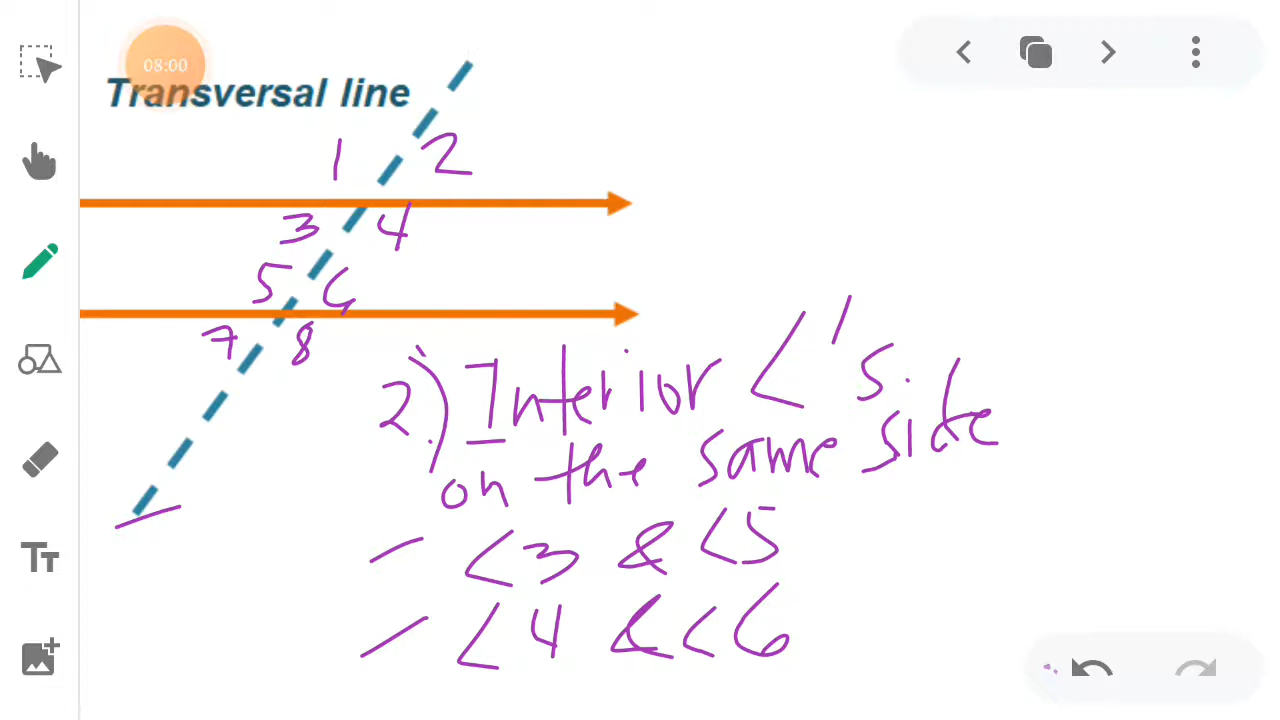 08:00
Transversal line
1 2
3 4
5 6
7 8
2.) Interior <'s.
on the same side
- <3 & <5
- <4 & <6
TT